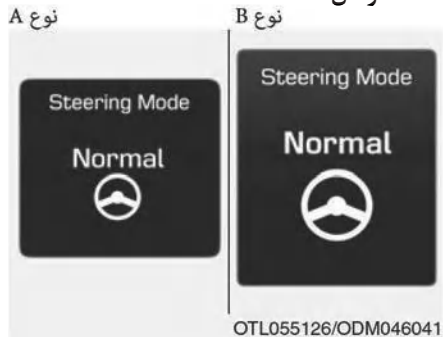 نوع A
نوع B
Steering Mode
Normal
Steering Mode
Normal
OTL055126/ODM046041